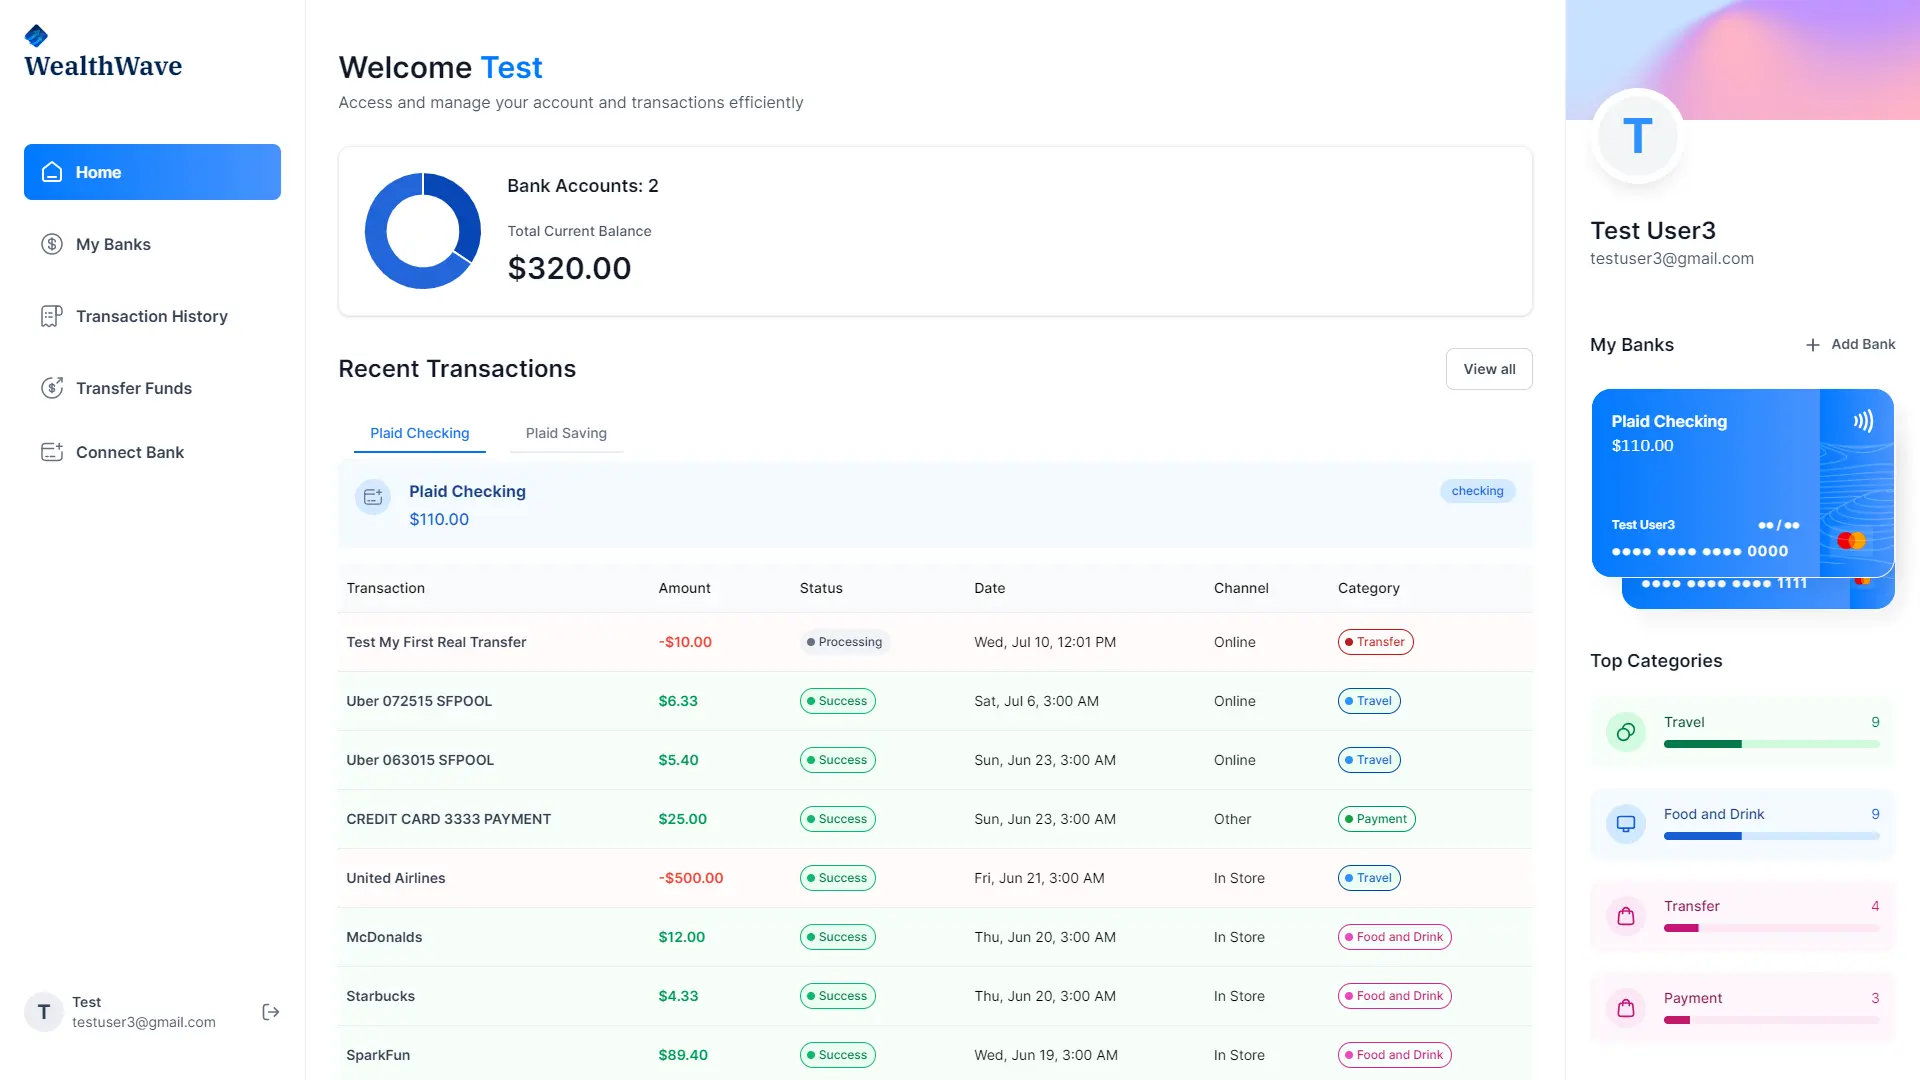 WealthWave
Home
My Banks
Transaction History
Transfer Funds
Connect Bank
T
Test
testuser3@gmail.com
Welcome Test
Access and manage your account and transactions efficiently
Bank Accounts: 2
Total Current Balance
$320.00
Recent Transactions
View all
Plaid Checking
Plaid Saving
Plaid Checking
$110.00
checking
Transaction Amount Status Date Channel Category
Test My First Real Transfer -$10.00 Processing Wed, Jul 10, 12:01 PM Online Transfer
Uber 072515 SFPOOL $6.33 Success Sat, Jul 6, 3:00 AM Online Travel
Uber 063015 SFPOOL $5.40 Success Sun, Jun 23, 3:00 AM Online Travel
CREDIT CARD 3333 PAYMENT $25.00 Success Sun, Jun 23, 3:00 AM Other Payment
United Airlines -$500.00 Success Fri, Jun 21, 3:00 AM In Store Travel
McDonalds $12.00 Success Thu, Jun 20, 3:00 AM In Store Food and Drink
Starbucks $4.33 Success Thu, Jun 20, 3:00 AM In Store Food and Drink
SparkFun $89.40 Success Wed, Jun 19, 3:00 AM In Store Food and Drink
T
Test User3
testuser3@gmail.com
My Banks
+ Add Bank
Plaid Checking
$110.00
Test User3 ●● / ●●
●●●● ●●●● ●●●● 0000
●●●● ●●●● ●●●● 1111
Top Categories
Travel 9
Food and Drink 9
Transfer 4
Payment 3